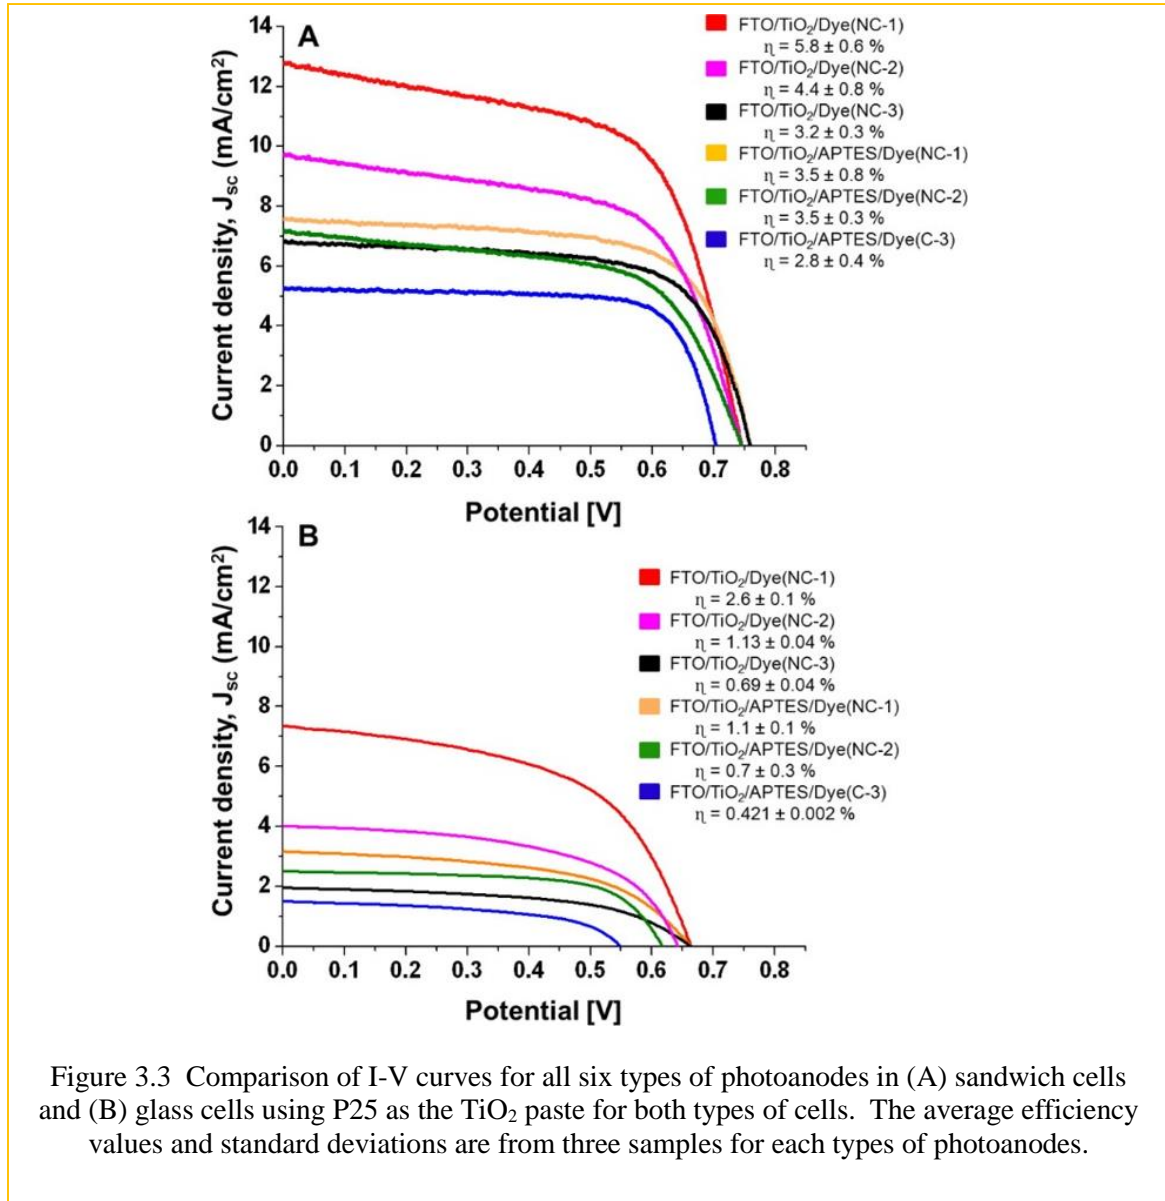 A
14
12
10
8
6
4
2
0
Current density, J_sc (mA/cm²)
0.0 0.1 0.2 0.3 0.4 0.5 0.6 0.7 0.8
Potential [V]
FTO/TiO₂/Dye(NC-1)
η = 5.8 ± 0.6 %
FTO/TiO₂/Dye(NC-2)
η = 4.4 ± 0.8 %
FTO/TiO₂/Dye(NC-3)
η = 3.2 ± 0.3 %
FTO/TiO₂/APTES/Dye(NC-1)
η = 3.5 ± 0.8 %
FTO/TiO₂/APTES/Dye(NC-2)
η = 3.5 ± 0.3 %
FTO/TiO₂/APTES/Dye(C-3)
η = 2.8 ± 0.4 %
B
14
12
10
8
6
4
2
0
Current density, J_sc (mA/cm²)
0.0 0.1 0.2 0.3 0.4 0.5 0.6 0.7 0.8
Potential [V]
FTO/TiO₂/Dye(NC-1)
η = 2.6 ± 0.1 %
FTO/TiO₂/Dye(NC-2)
η = 1.13 ± 0.04 %
FTO/TiO₂/Dye(NC-3)
η = 0.69 ± 0.04 %
FTO/TiO₂/APTES/Dye(NC-1)
η = 1.1 ± 0.1 %
FTO/TiO₂/APTES/Dye(NC-2)
η = 0.7 ± 0.3 %
FTO/TiO₂/APTES/Dye(C-3)
η = 0.421 ± 0.002 %
Figure 3.3 Comparison of I-V curves for all six types of photoanodes in (A) sandwich cells
and (B) glass cells using P25 as the TiO₂ paste for both types of cells. The average efficiency
values and standard deviations are from three samples for each types of photoanodes.